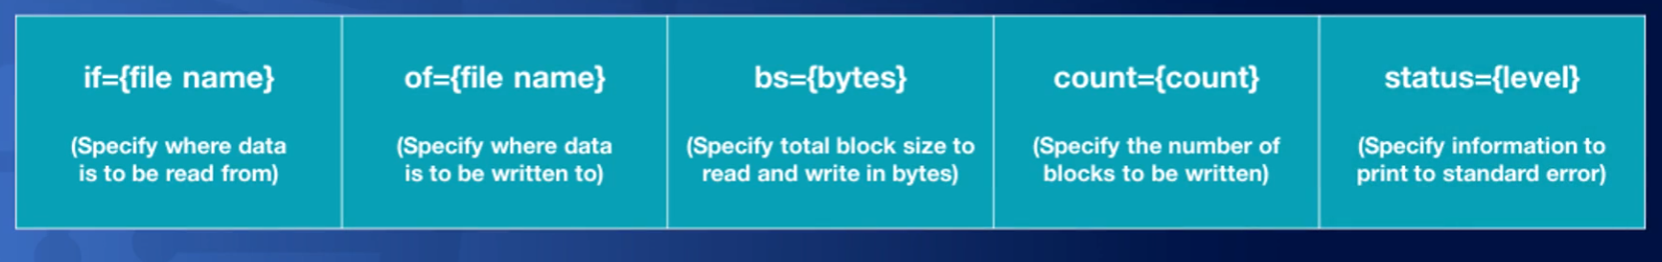 if={file name}
(Specify where data
is to be read from)
of={file name}
(Specify where data
is to be written to)
bs={bytes}
(Specify total block size to
read and write in bytes)
count={count}
(Specify the number of
blocks to be written)
status={level}
(Specify information to
print to standard error)